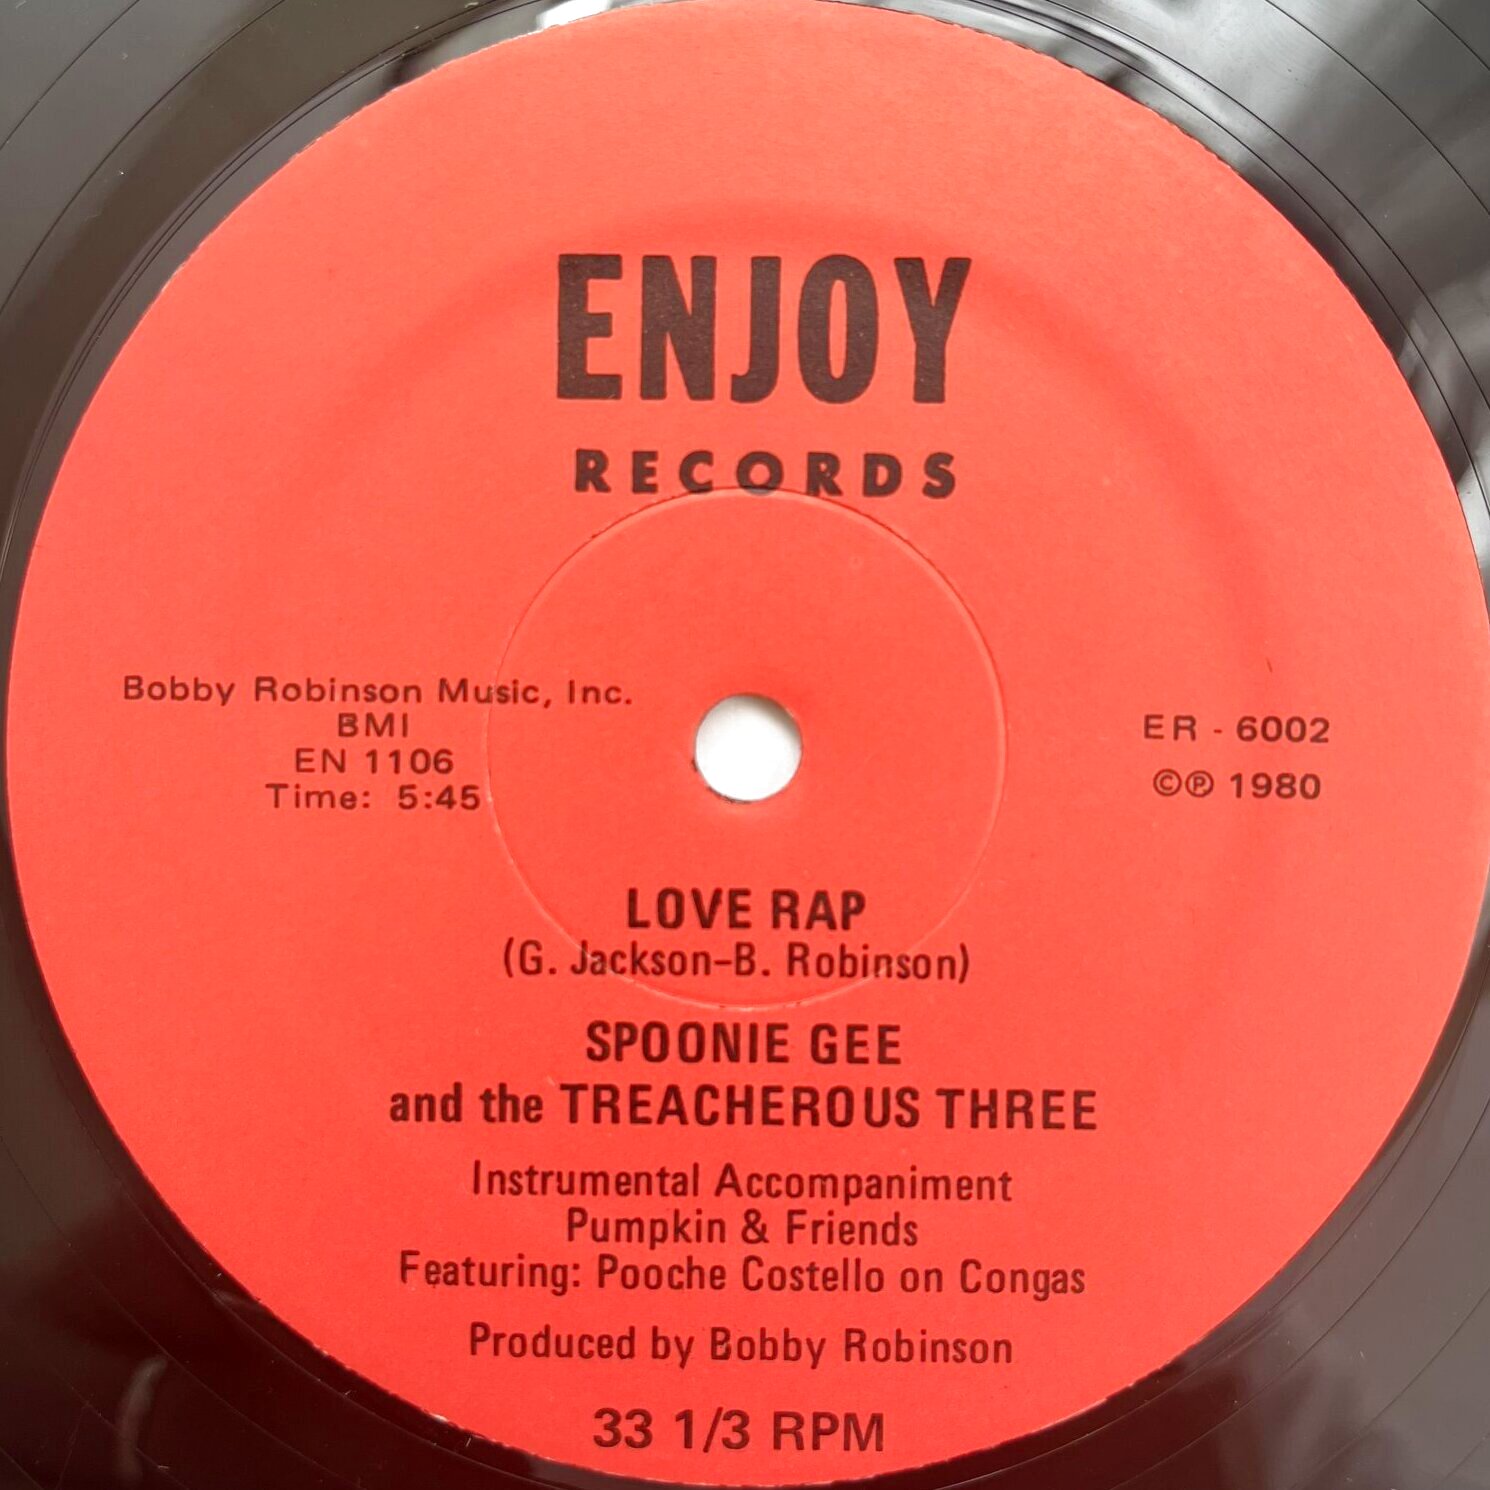 ENJOY
RECORDS
Bobby Robinson Music, Inc.
BMI
EN 1106
Time: 5:45
ER - 6002
©℗ 1980
LOVE RAP
(G. Jackson-B. Robinson)
SPOONIE GEE
and the TREACHEROUS THREE
Instrumental Accompaniment
Pumpkin & Friends
Featuring: Pooche Costello on Congas
Produced by Bobby Robinson
33 1/3 RPM